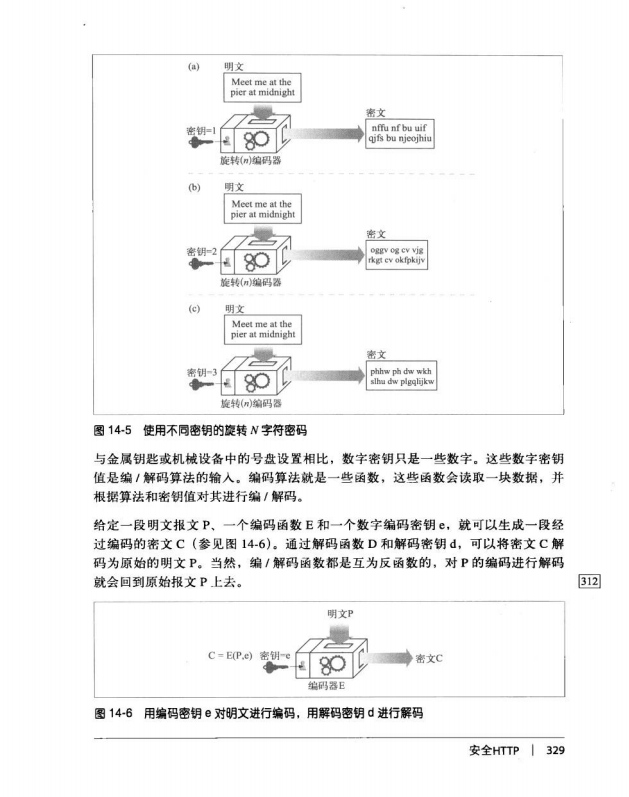 (a)
明文
Meet me at the
pier at midnight
密文
密钥=1
nffu nf bu uif
qjfs bu njeojhiu
旋转(n)编码器
(b)
明文
Meet me at the
pier at midnight
密文
密钥=2
oggv og cv vjg
rkgt cv okfpkijv
旋转(n)编码器
(c)
明文
Meet me at the
pier at midnight
密文
密钥=3
phhw ph dw wkh
slhu dw plgqljkw
旋转(n)编码器
图 14-5 使用不同密钥的旋转 N 字符密码
与金属钥匙或机械设备中的号盘设置相比，数字密钥只是一些数字。这些数字密钥
值是编 / 解码算法的输入。编码算法就是一些函数，这些函数会读取一块数据，并
根据算法和密钥值对其进行编 / 解码。
给定一段明文报文 P、一个编码函数 E 和一个数字编码密钥 e，就可以生成一段经
过编码的密文 C（参见图 14-6）。通过解码函数 D 和解码密钥 d，可以将密文 C 解
码为原始的明文 P。当然，编 / 解码函数都是互为反函数的，对 P 的编码进行解码
就会回到原始报文 P 上去。
312
明文P
C = E(P,e) 密钥=e
密文C
编码器E
图 14-6 用编码密钥 e 对明文进行编码，用解码密钥 d 进行解码
安全HTTP | 329